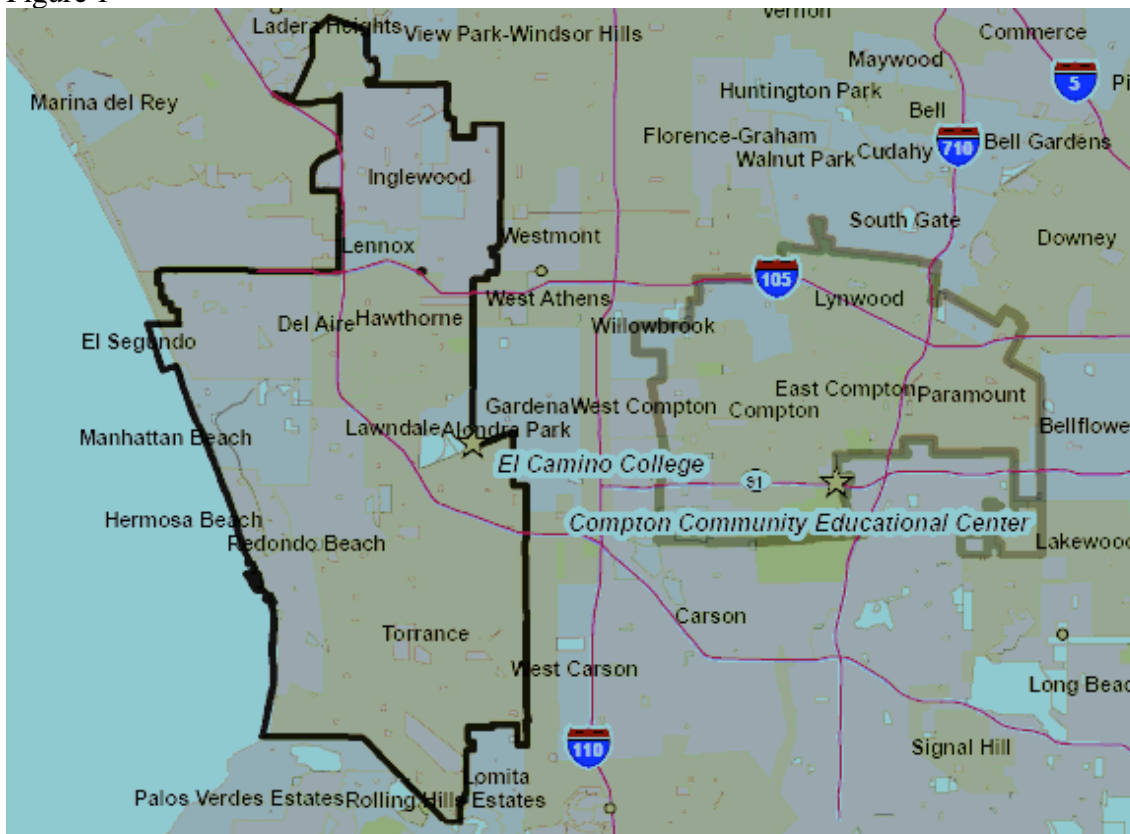 Figure 1
Ladera Heights
View Park-Windsor Hills
Vernon
Commerce
Maywood
5
Marina del Rey
Huntington Park
Bell
Florence-Graham
Walnut Park
Cudahy
710
Bell Gardens
Inglewood
South Gate
Westmont
Downey
Lennox
105
West Athens
Lynwood
Del Aire
Hawthorne
Willowbrook
El Segundo
East Compton
Paramount
Gardena
West Compton
Compton
Lawndale
Alondra Park
Bellflowe
Manhattan Beach
El Camino College
91
Hermosa Beach
Compton Community Educational Center
Redondo Beach
Lakewood
Carson
Torrance
West Carson
Long Beac
110
Signal Hill
Lomita
Palos Verdes Estates
Rolling Hills Estates